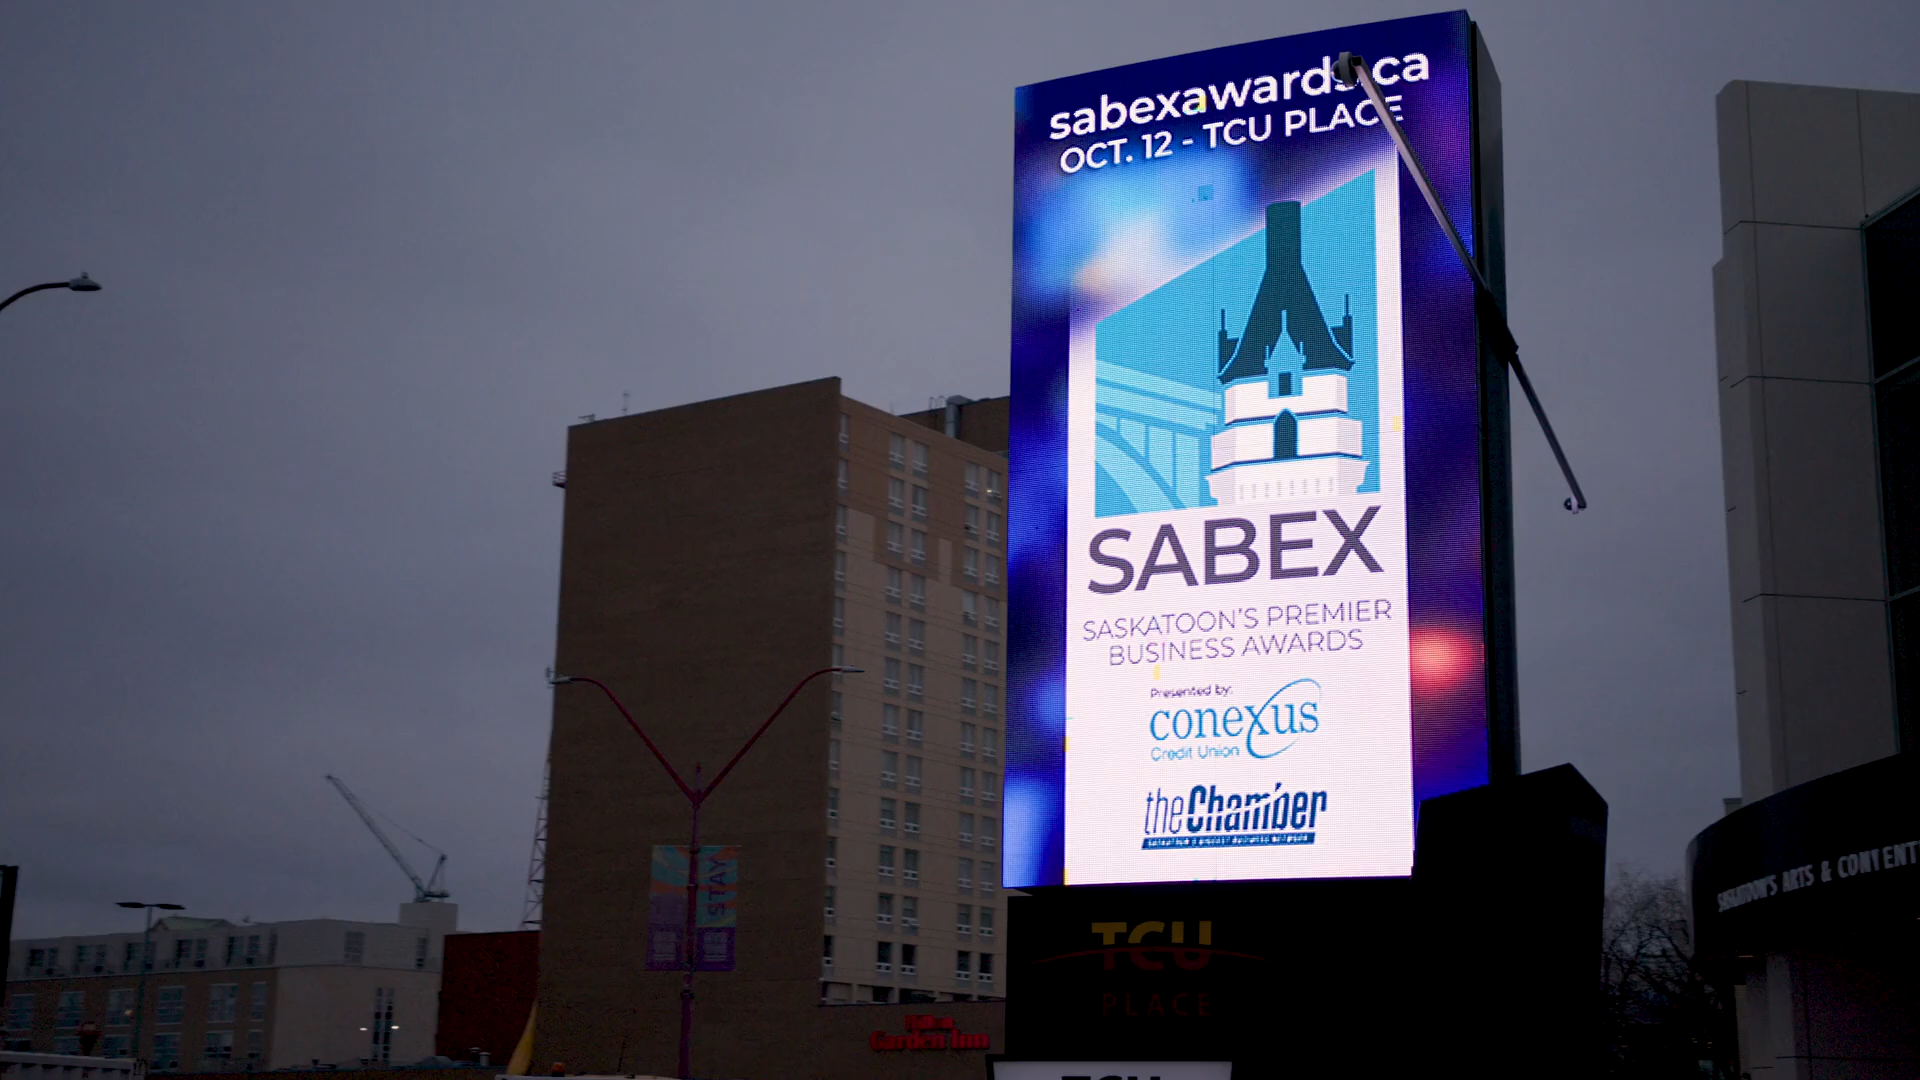 sabexawards.ca
OCT. 12 - TCU PLACE
SABEX
SASKATOON'S PREMIER
BUSINESS AWARDS
Presented by:
conexus
Credit Union
theChamber
TCU
PLACE
STAY
Garden Inn
SASKATOON'S ARTS & CONVENT
TCU